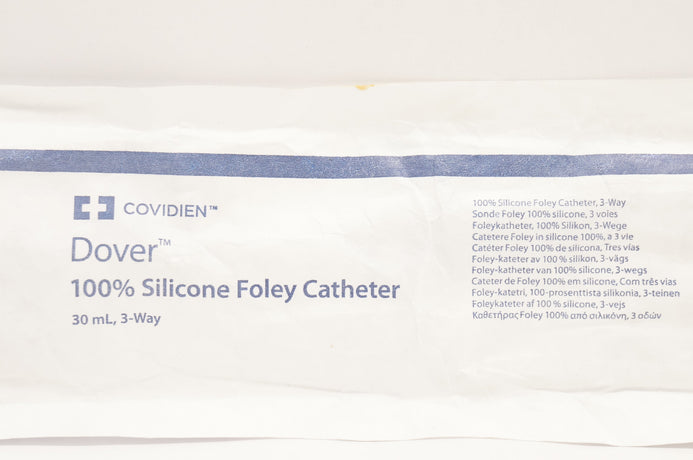 COVIDIEN™
Dover™
100% Silicone Foley Catheter
30 mL, 3-Way
100% Silicone Foley Catheter, 3-Way
Sonde Foley 100% silicone, 3 voies
Foleykatheter, 100% Silikon, 3-Wege
Catetere Foley in silicone 100%, a 3 vie
Catéter Foley 100% de silicona, Tres vías
Foley-kateter av 100 % silikon, 3-vägs
Foley-katheter van 100% silicone, 3-wegs
Cateter de Foley 100% em silicone, Com três vias
Foley-katetri, 100-prosenttista silikonia, 3-teinen
Foleykateter af 100 % silicone, 3-vejs
Καθετήρας Foley 100% από σιλικόνη, 3 οδών